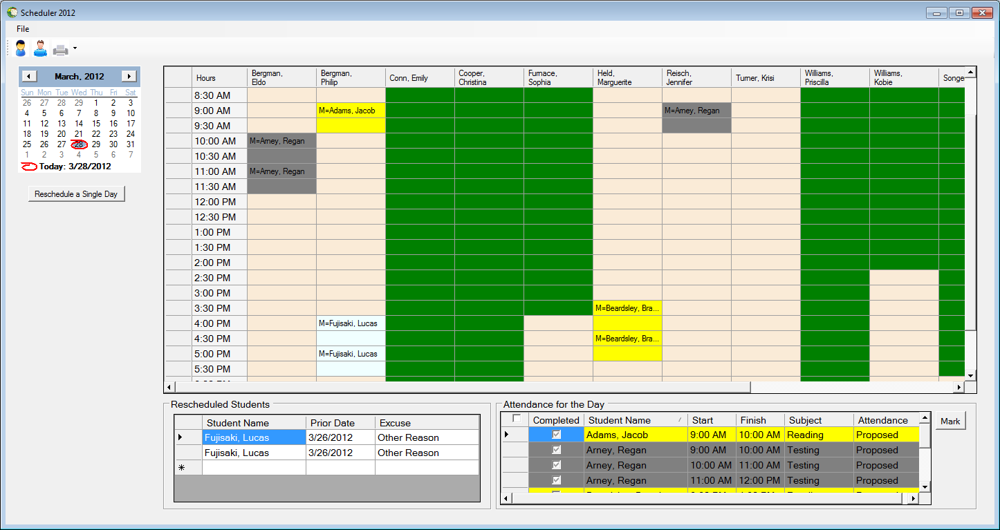 Scheduler 2012
File
March, 2012
Sun Mon Tue Wed Thu Fri Sat
26 27 28 29 1 2 3
4 5 6 7 8 9 10
11 12 13 14 15 16 17
18 19 20 21 22 23 24
25 26 27 28 29 30 31
1 2 3 4 5 6 7
Today: 3/28/2012
Reschedule a Single Day
Hours
Bergman,
Eldo
Bergman,
Philip
Conn, Emily
Cooper,
Christina
Furnace,
Sophia
Held,
Marguerite
Reisch,
Jennifer
Turner, Krisi
Williams,
Priscilla
Williams,
Kobie
Songe
8:30 AM
9:00 AM M=Adams, Jacob M=Arney, Regan
9:30 AM
10:00 AM M=Arney, Regan
10:30 AM
11:00 AM M=Arney, Regan
11:30 AM
12:00 PM
12:30 PM
1:00 PM
1:30 PM
2:00 PM
2:30 PM
3:00 PM
3:30 PM M=Beardsley, Bra...
4:00 PM M=Fujisaki, Lucas
4:30 PM M=Beardsley, Bra...
5:00 PM M=Fujisaki, Lucas
5:30 PM
Rescheduled Students
Student Name Prior Date Excuse
Fujisaki, Lucas 3/26/2012 Other Reason
Fujisaki, Lucas 3/26/2012 Other Reason
Attendance for the Day
Completed Student Name Start Finish Subject Attendance
Adams, Jacob 9:00 AM 10:00 AM Reading Proposed
Arney, Regan 9:00 AM 10:00 AM Testing Proposed
Arney, Regan 10:00 AM 11:00 AM Testing Proposed
Arney, Regan 11:00 AM 12:00 PM Testing Proposed
Mark